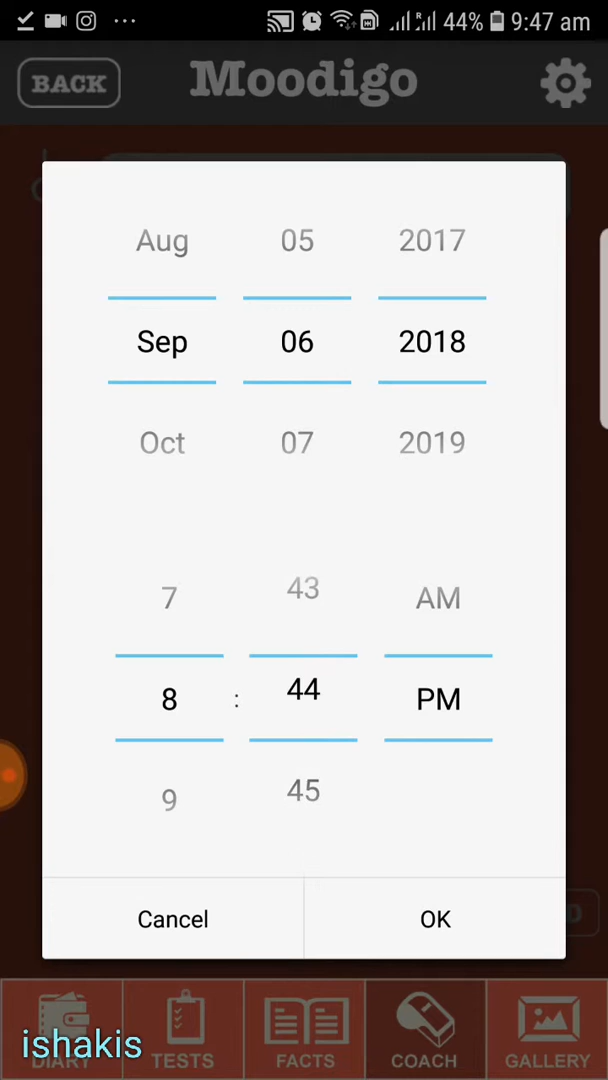 44% 9:47 am
BACK Moodigo
Aug 05 2017
Sep 06 2018
Oct 07 2019
7 43 AM
8 : 44 PM
9 45
Cancel OK
DIARY TESTS FACTS COACH GALLERY
ishakis